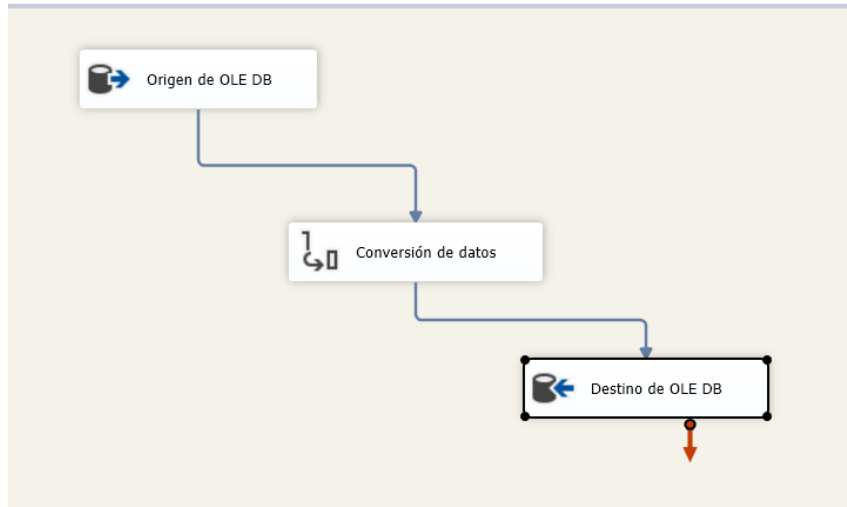 Origen de OLE DB
Conversión de datos
Destino de OLE DB